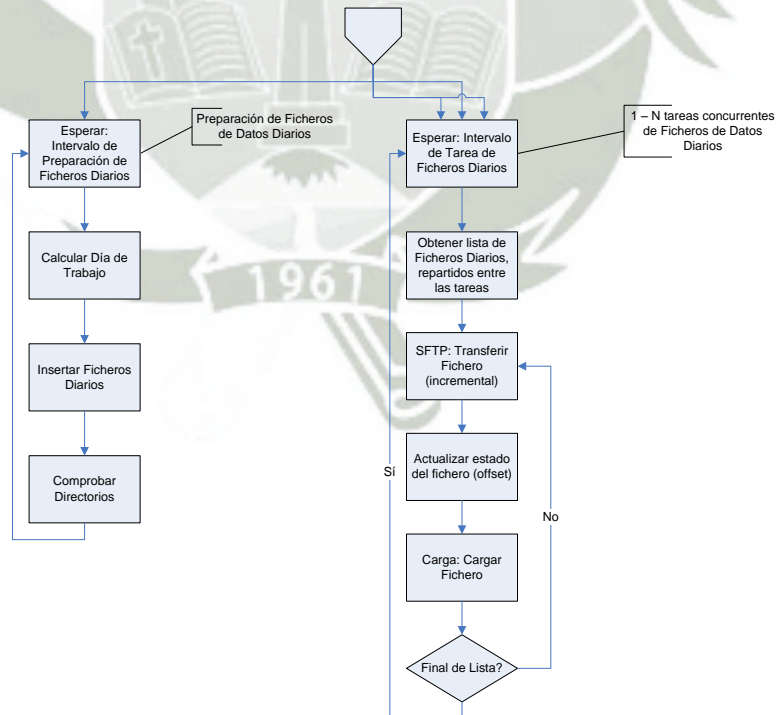 Preparación de Ficheros
de Datos Diarios
1 – N tareas concurrentes
de Ficheros de Datos
Diarios
Esperar:
Intervalo de
Preparación de
Ficheros Diarios
Calcular Día de
Trabajo
Insertar Ficheros
Diarios
Comprobar
Directorios
Esperar: Intervalo
de Tarea de
Ficheros Diarios
Obtener lista de
Ficheros Diarios,
repartidos entre
las tareas
SFTP: Transferir
Fichero
(incremental)
Actualizar estado
del fichero (offset)
Carga: Cargar
Fichero
Final de Lista?
Sí
No
1961